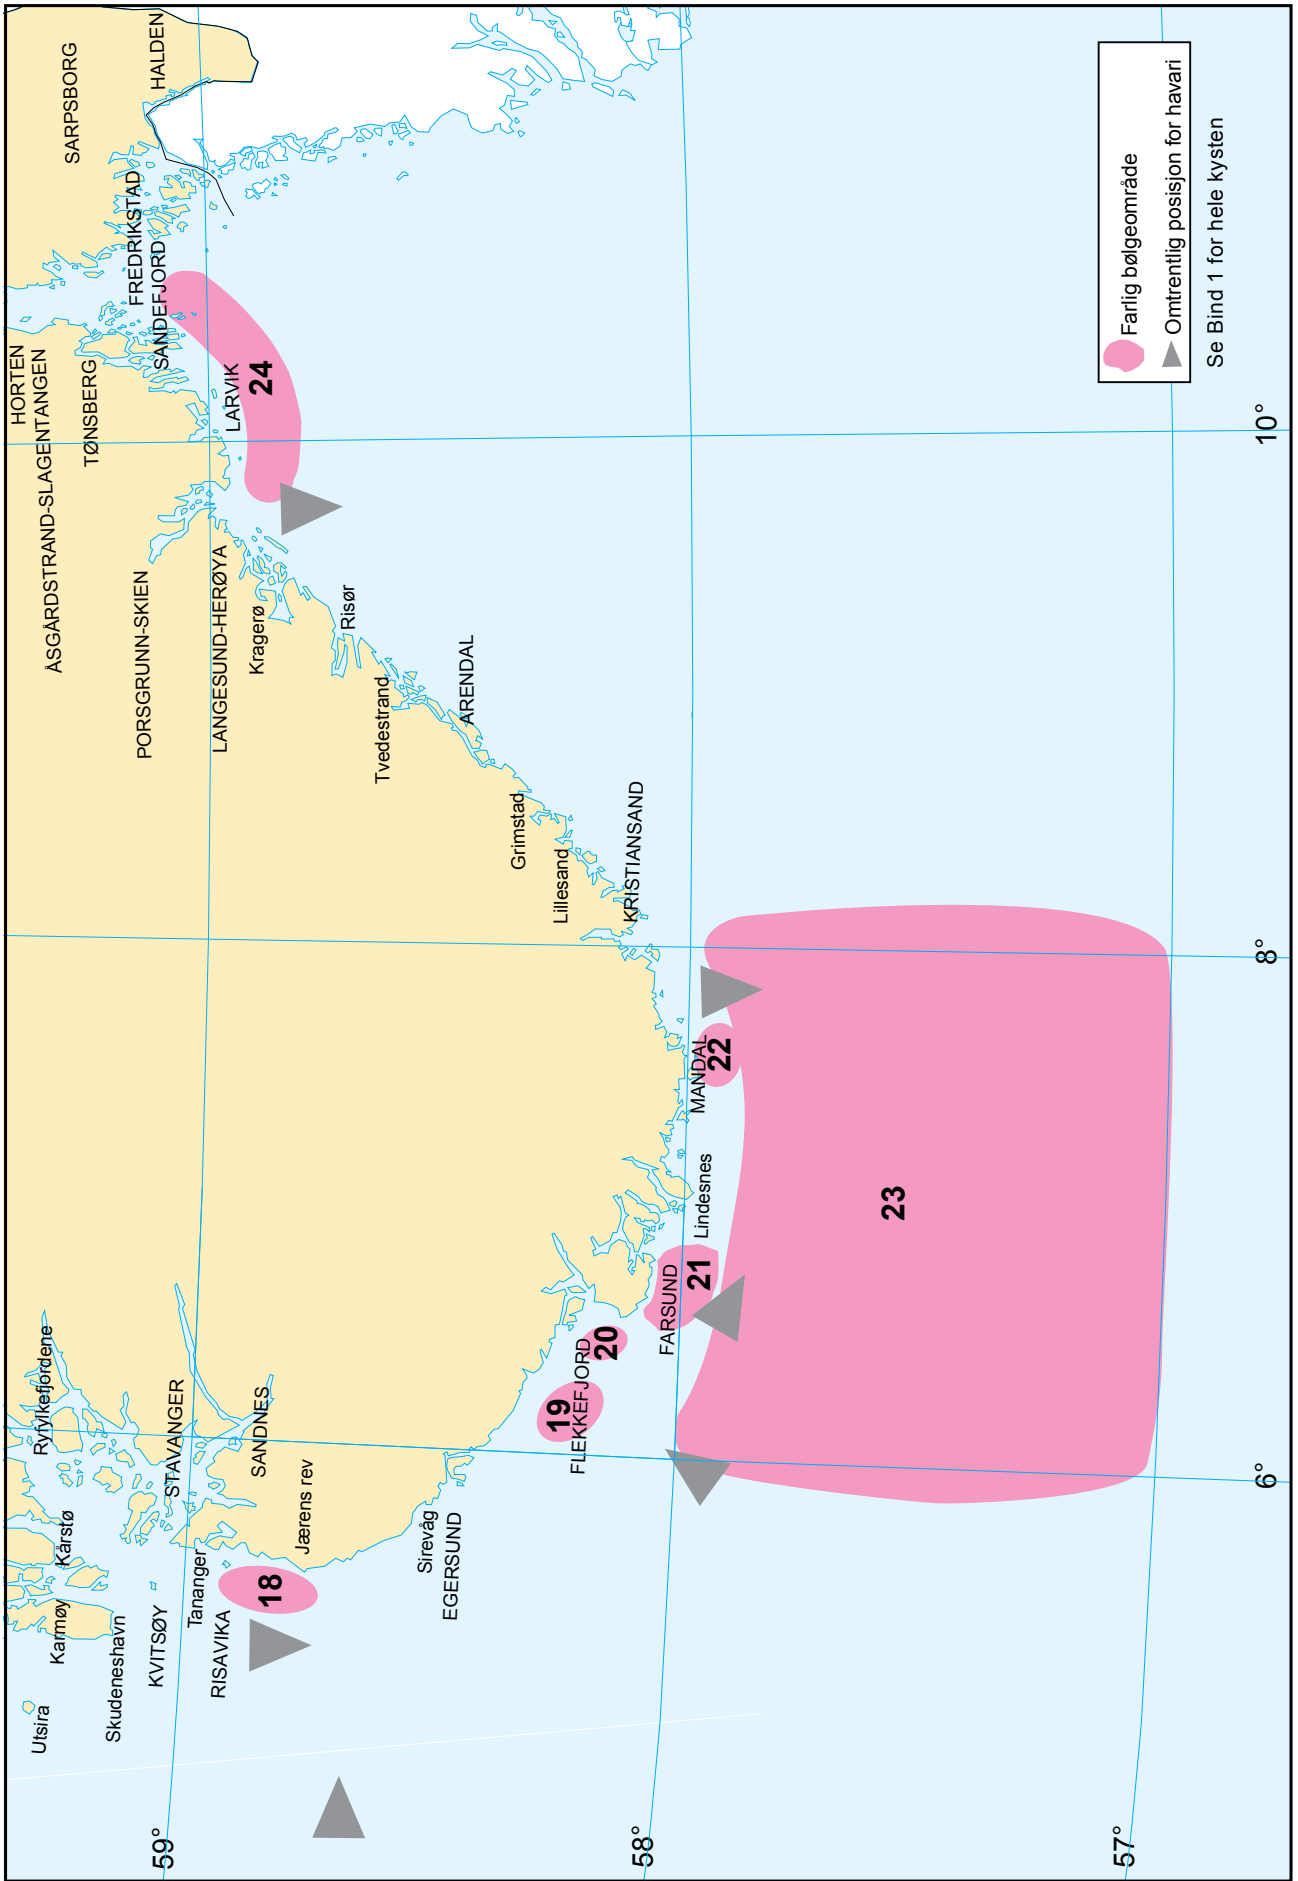 Utsira
Karmøy
Kårstø
Ryfylkefjordene
Skudeneshavn
KVITSØY
STAVANGER
Tananger
RISAVIKA
SANDNES
Jærens rev
Sirevåg
EGERSUND
FLEKKEFJORD
FARSUND
Lindesnes
MANDAL
KRISTIANSAND
Lillesand
Grimstad
ARENDAL
Tvedestrand
Risør
Kragerø
LANGESUND-HERØYA
PORSGRUNN-SKIEN
LARVIK
SANDEFJORD
TØNSBERG
ÅSGÅRDSTRAND-SLAGENTANGEN
HORTEN
FREDRIKSTAD
SARPSBORG
HALDEN
18
19
20
21
22
23
24
59°
58°
57°
6°
8°
10°
Farlig bølgeområde
Omtrentlig posisjon for havari
Se Bind 1 for hele kysten